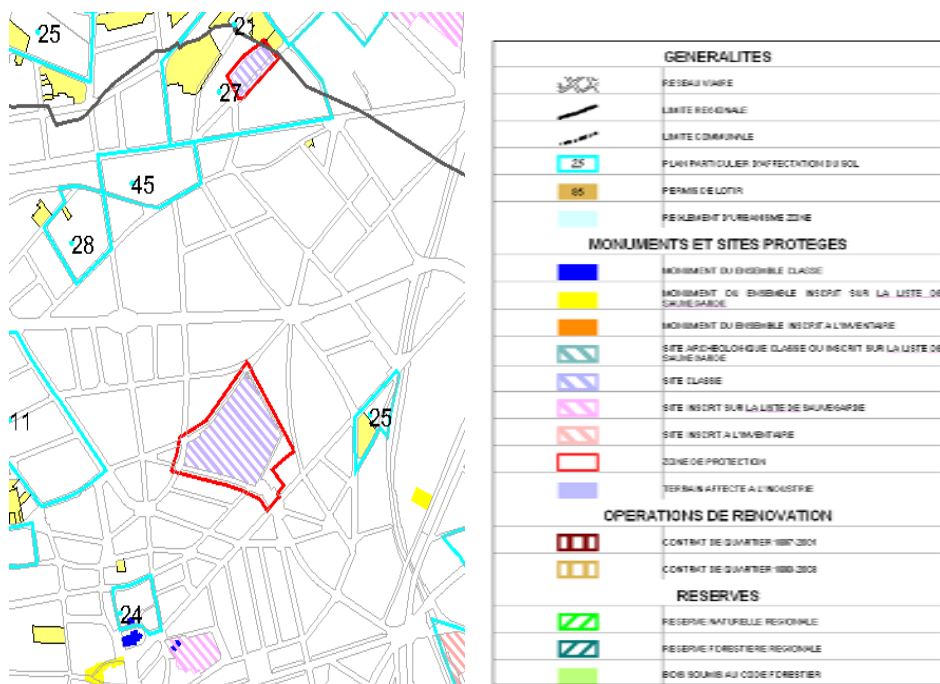 25
21
27
45
28
11
25
24
GENERALITES
RESEAU VIAIRE
LIMITE REGIONALE
LIMITE COMMUNALE
25 PLAN PARTICULIER D'AFFECTATION DU SOL
85 PERMIS DE LOTIR
REGLEMENT D'URBANISME ZONE
MONUMENTS ET SITES PROTEGES
MONUMENT OU ENSEMBLE CLASSE
MONUMENT OU ENSEMBLE INSCRIT SUR LA LISTE DE
SAUVEGARDE
MONUMENT OU ENSEMBLE INSCRIT A L'INVENTAIRE
SITE ARCHEOLOGIQUE CLASSE OU INSCRIT SUR LA LISTE DE
SAUVEGARDE
SITE CLASSE
SITE INSCRIT SUR LA LISTE DE SAUVEGARDE
SITE INSCRIT A L'INVENTAIRE
ZONE DE PROTECTION
TERRAIN AFFECTE A L'INDUSTRIE
OPERATIONS DE RENOVATION
CONTRAT DE QUARTIER
CONTRAT DE QUARTIER
RESERVES
RESERVE NATURELLE REGIONALE
RESERVE FORESTIERE REGIONALE
BOIS SOUMIS AU CODE FORESTIER